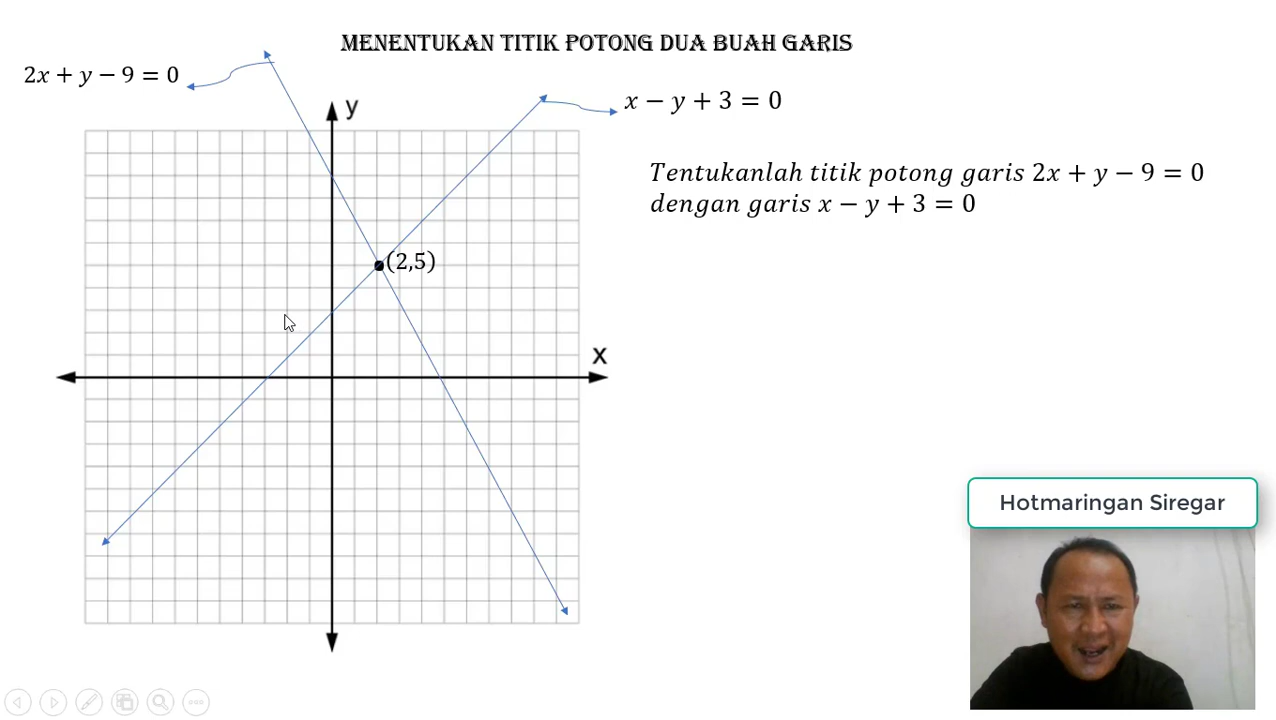 MENENTUKAN TITIK POTONG DUA BUAH GARIS
2x + y − 9 = 0
x − y + 3 = 0
y
Tentukanlah titik potong garis 2x + y − 9 = 0
dengan garis x − y + 3 = 0
(2,5)
x
Hotmaringan Siregar